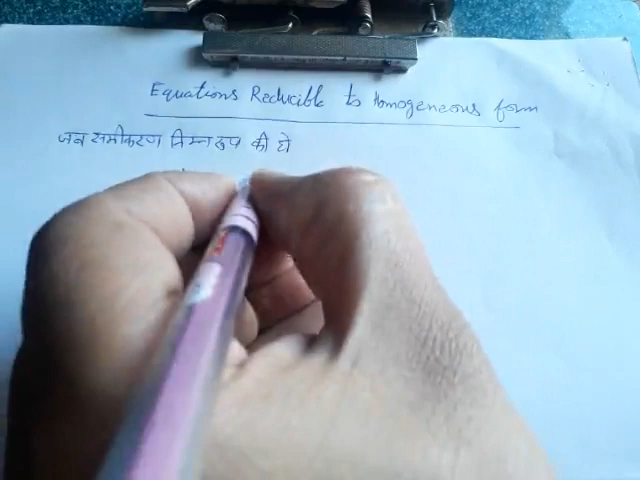 Equations Reducible to Homogeneous form
जब समीकरण निम्न रूप की हो